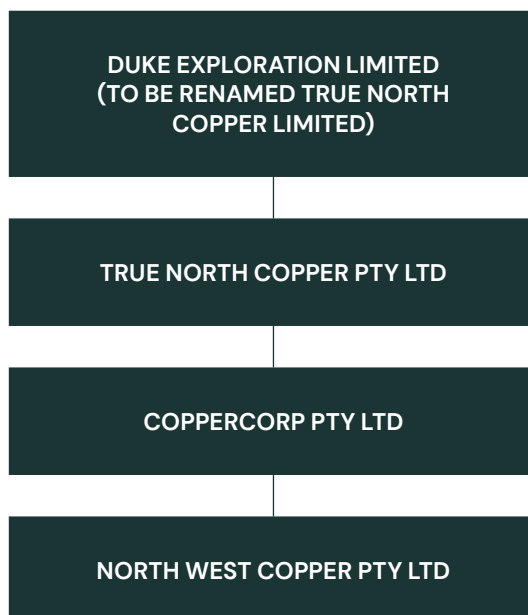 DUKE EXPLORATION LIMITED
(TO BE RENAMED TRUE NORTH
COPPER LIMITED)
TRUE NORTH COPPER PTY LTD
COPPERCORP PTY LTD
NORTH WEST COPPER PTY LTD